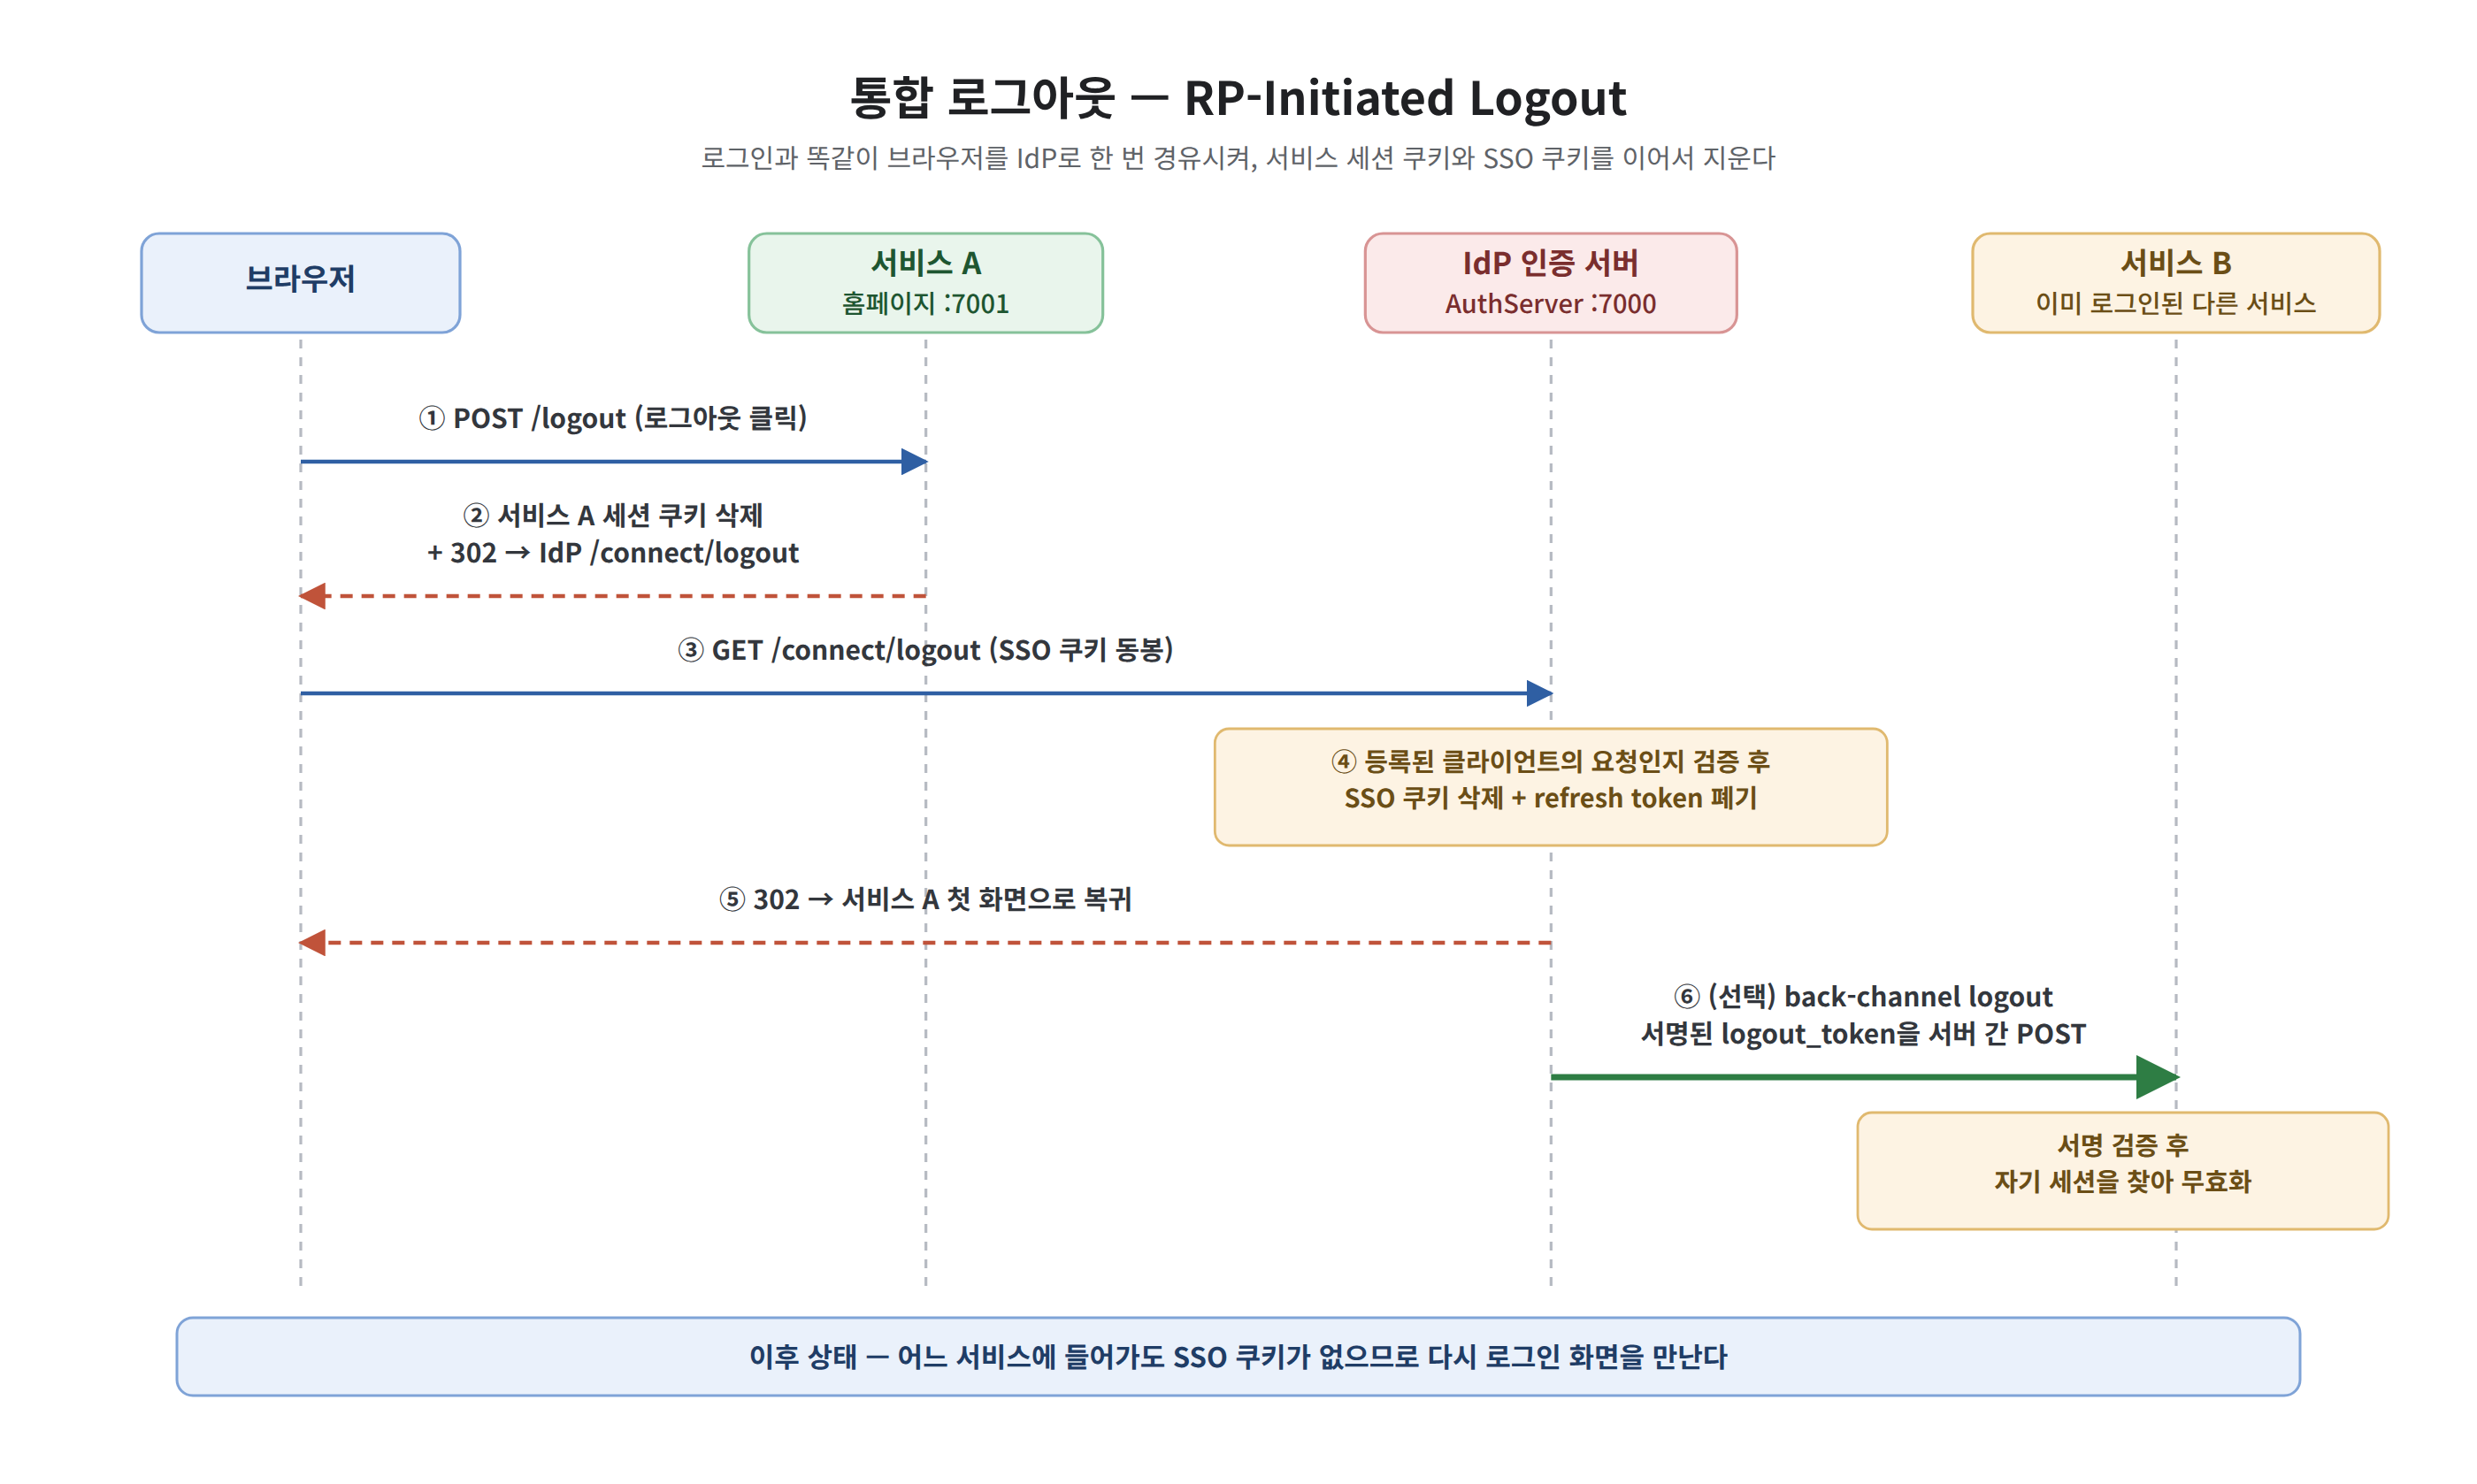 통합 로그아웃 — RP-Initiated Logout
로그인과 똑같이 브라우저를 IdP로 한 번 경유시켜, 서비스 세션 쿠키와 SSO 쿠키를 이어서 지운다
브라우저
서비스 A
홈페이지 :7001
IdP 인증 서버
AuthServer :7000
서비스 B
이미 로그인된 다른 서비스
① POST /logout (로그아웃 클릭)
② 서비스 A 세션 쿠키 삭제
+ 302 → IdP /connect/logout
③ GET /connect/logout (SSO 쿠키 동봉)
④ 등록된 클라이언트의 요청인지 검증 후
SSO 쿠키 삭제 + refresh token 폐기
⑤ 302 → 서비스 A 첫 화면으로 복귀
⑥ (선택) back-channel logout
서명된 logout_token을 서버 간 POST
서명 검증 후
자기 세션을 찾아 무효화
이후 상태 — 어느 서비스에 들어가도 SSO 쿠키가 없으므로 다시 로그인 화면을 만난다